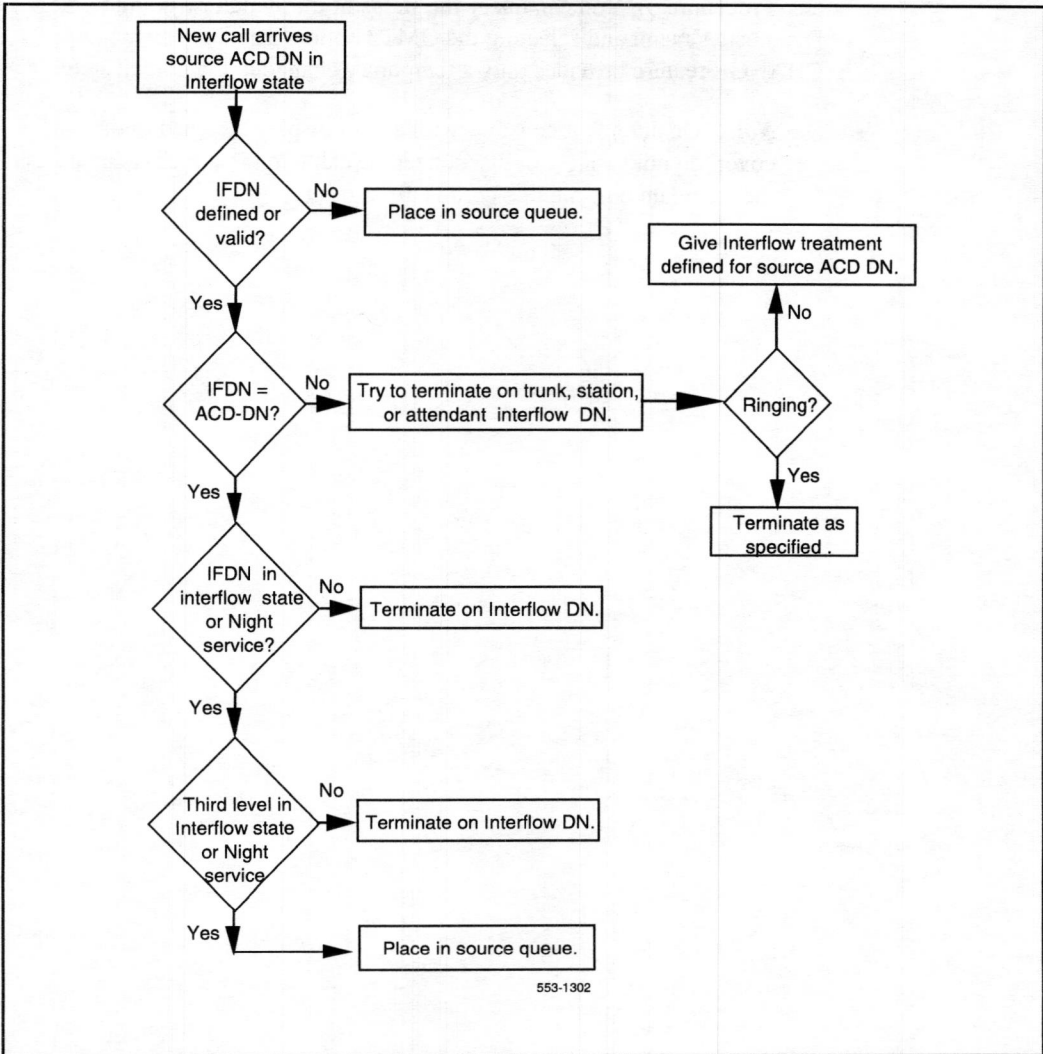 New call arrives
source ACD DN in
Interflow state
IFDN
defined or
valid?
No
Place in source queue.
Yes
Give Interflow treatment
defined for source ACD DN.
No
IFDN =
ACD-DN?
No
Try to terminate on trunk, station,
or attendant interflow DN.
Ringing?
Yes
Yes
Terminate as
specified .
IFDN in
interflow state
or Night
service?
No
Terminate on Interflow DN.
Yes
Third level in
Interflow state
or Night
service
No
Terminate on Interflow DN.
Yes
Place in source queue.
553-1302